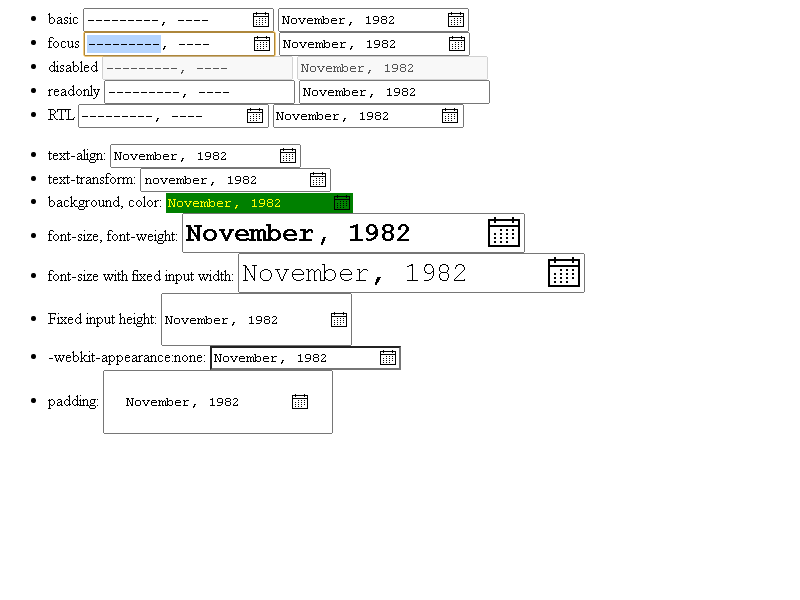 basic ---------, ---- November, 1982
focus ---------, ---- November, 1982
disabled ---------, ---- November, 1982
readonly ---------, ---- November, 1982
RTL ---------, ---- November, 1982
text-align: November, 1982
text-transform: november, 1982
background, color: November, 1982
font-size, font-weight: November, 1982
font-size with fixed input width: November, 1982
Fixed input height: November, 1982
-webkit-appearance:none: November, 1982
padding: November, 1982